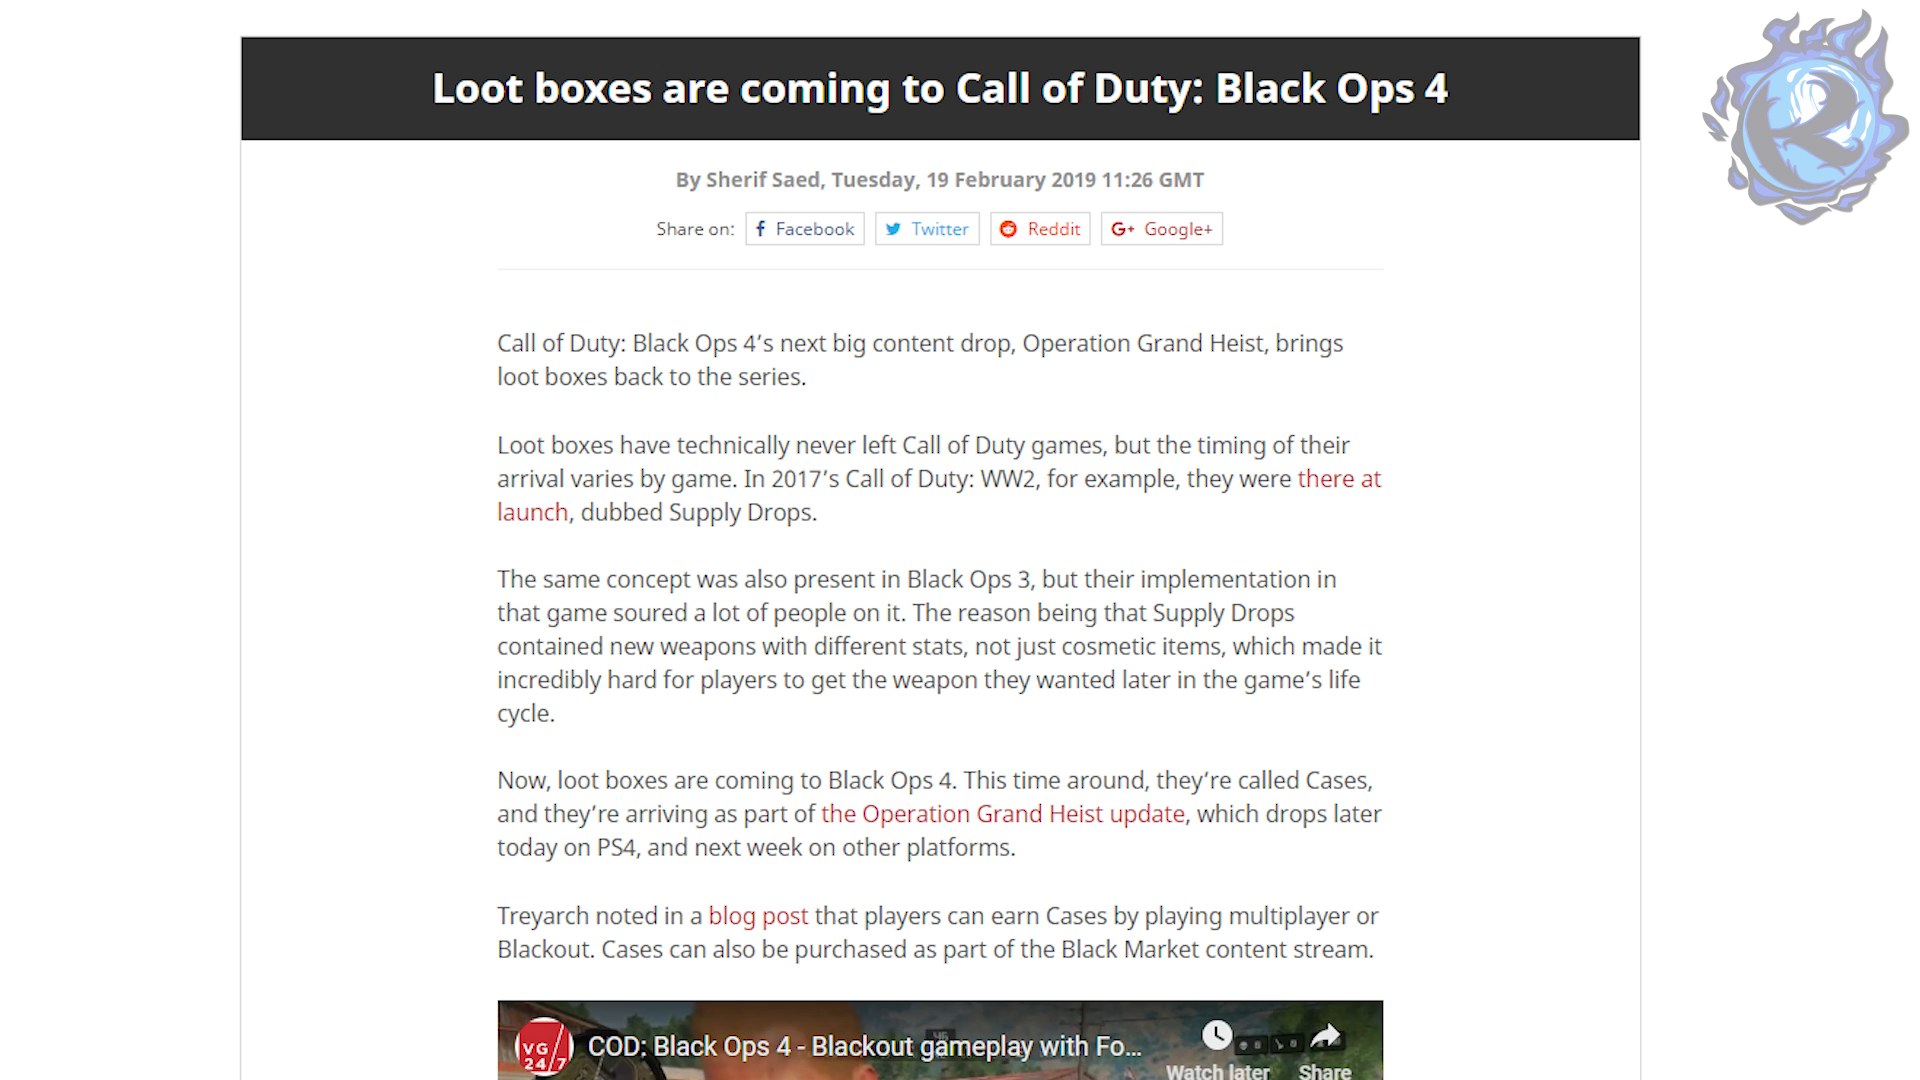 Loot boxes are coming to Call of Duty: Black Ops 4
By Sherif Saed, Tuesday, 19 February 2019 11:26 GMT
Share on: Facebook Twitter Reddit G+ Google+
Call of Duty: Black Ops 4’s next big content drop, Operation Grand Heist, brings
loot boxes back to the series.
Loot boxes have technically never left Call of Duty games, but the timing of their
arrival varies by game. In 2017’s Call of Duty: WW2, for example, they were there at
launch, dubbed Supply Drops.
The same concept was also present in Black Ops 3, but their implementation in
that game soured a lot of people on it. The reason being that Supply Drops
contained new weapons with different stats, not just cosmetic items, which made it
incredibly hard for players to get the weapon they wanted later in the game’s life
cycle.
Now, loot boxes are coming to Black Ops 4. This time around, they’re called Cases,
and they’re arriving as part of the Operation Grand Heist update, which drops later
today on PS4, and next week on other platforms.
Treyarch noted in a blog post that players can earn Cases by playing multiplayer or
Blackout. Cases can also be purchased as part of the Black Market content stream.
VG
24/7
COD: Black Ops 4 - Blackout gameplay with Fo...
Watch later Share